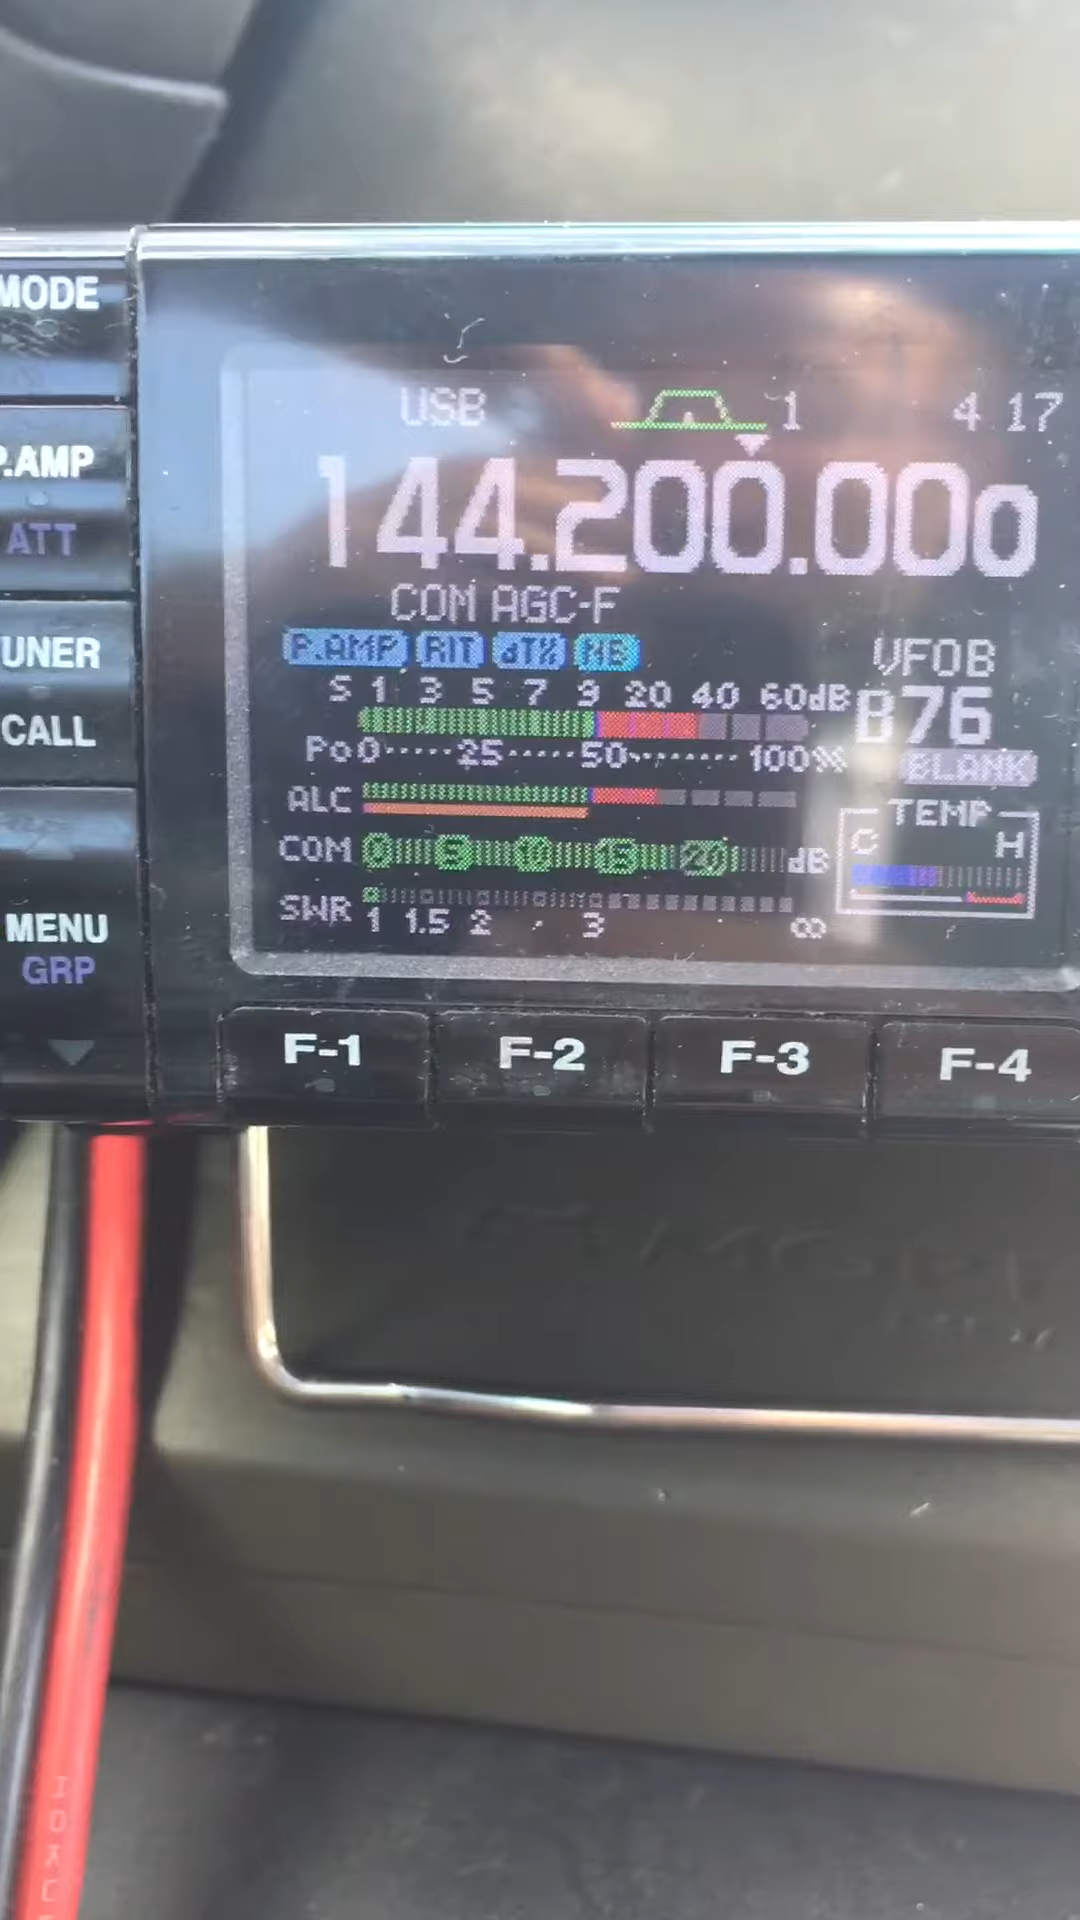 MODE
P.AMP
ATT
TUNER
CALL
MENU
GRP
USB 1 4 17
144.200.000
COM AGC-F
P.AMP RIT ∂TX NB
VFOB
S 1 3 5 7 9 20 40 60dB
B76
Po 0 25 50 100%
BLANK
ALC
TEMP
C H
COM 0 5 10 15 20 dB
SWR
1 1.5 2 3 ∞
F-1 F-2 F-3 F-4